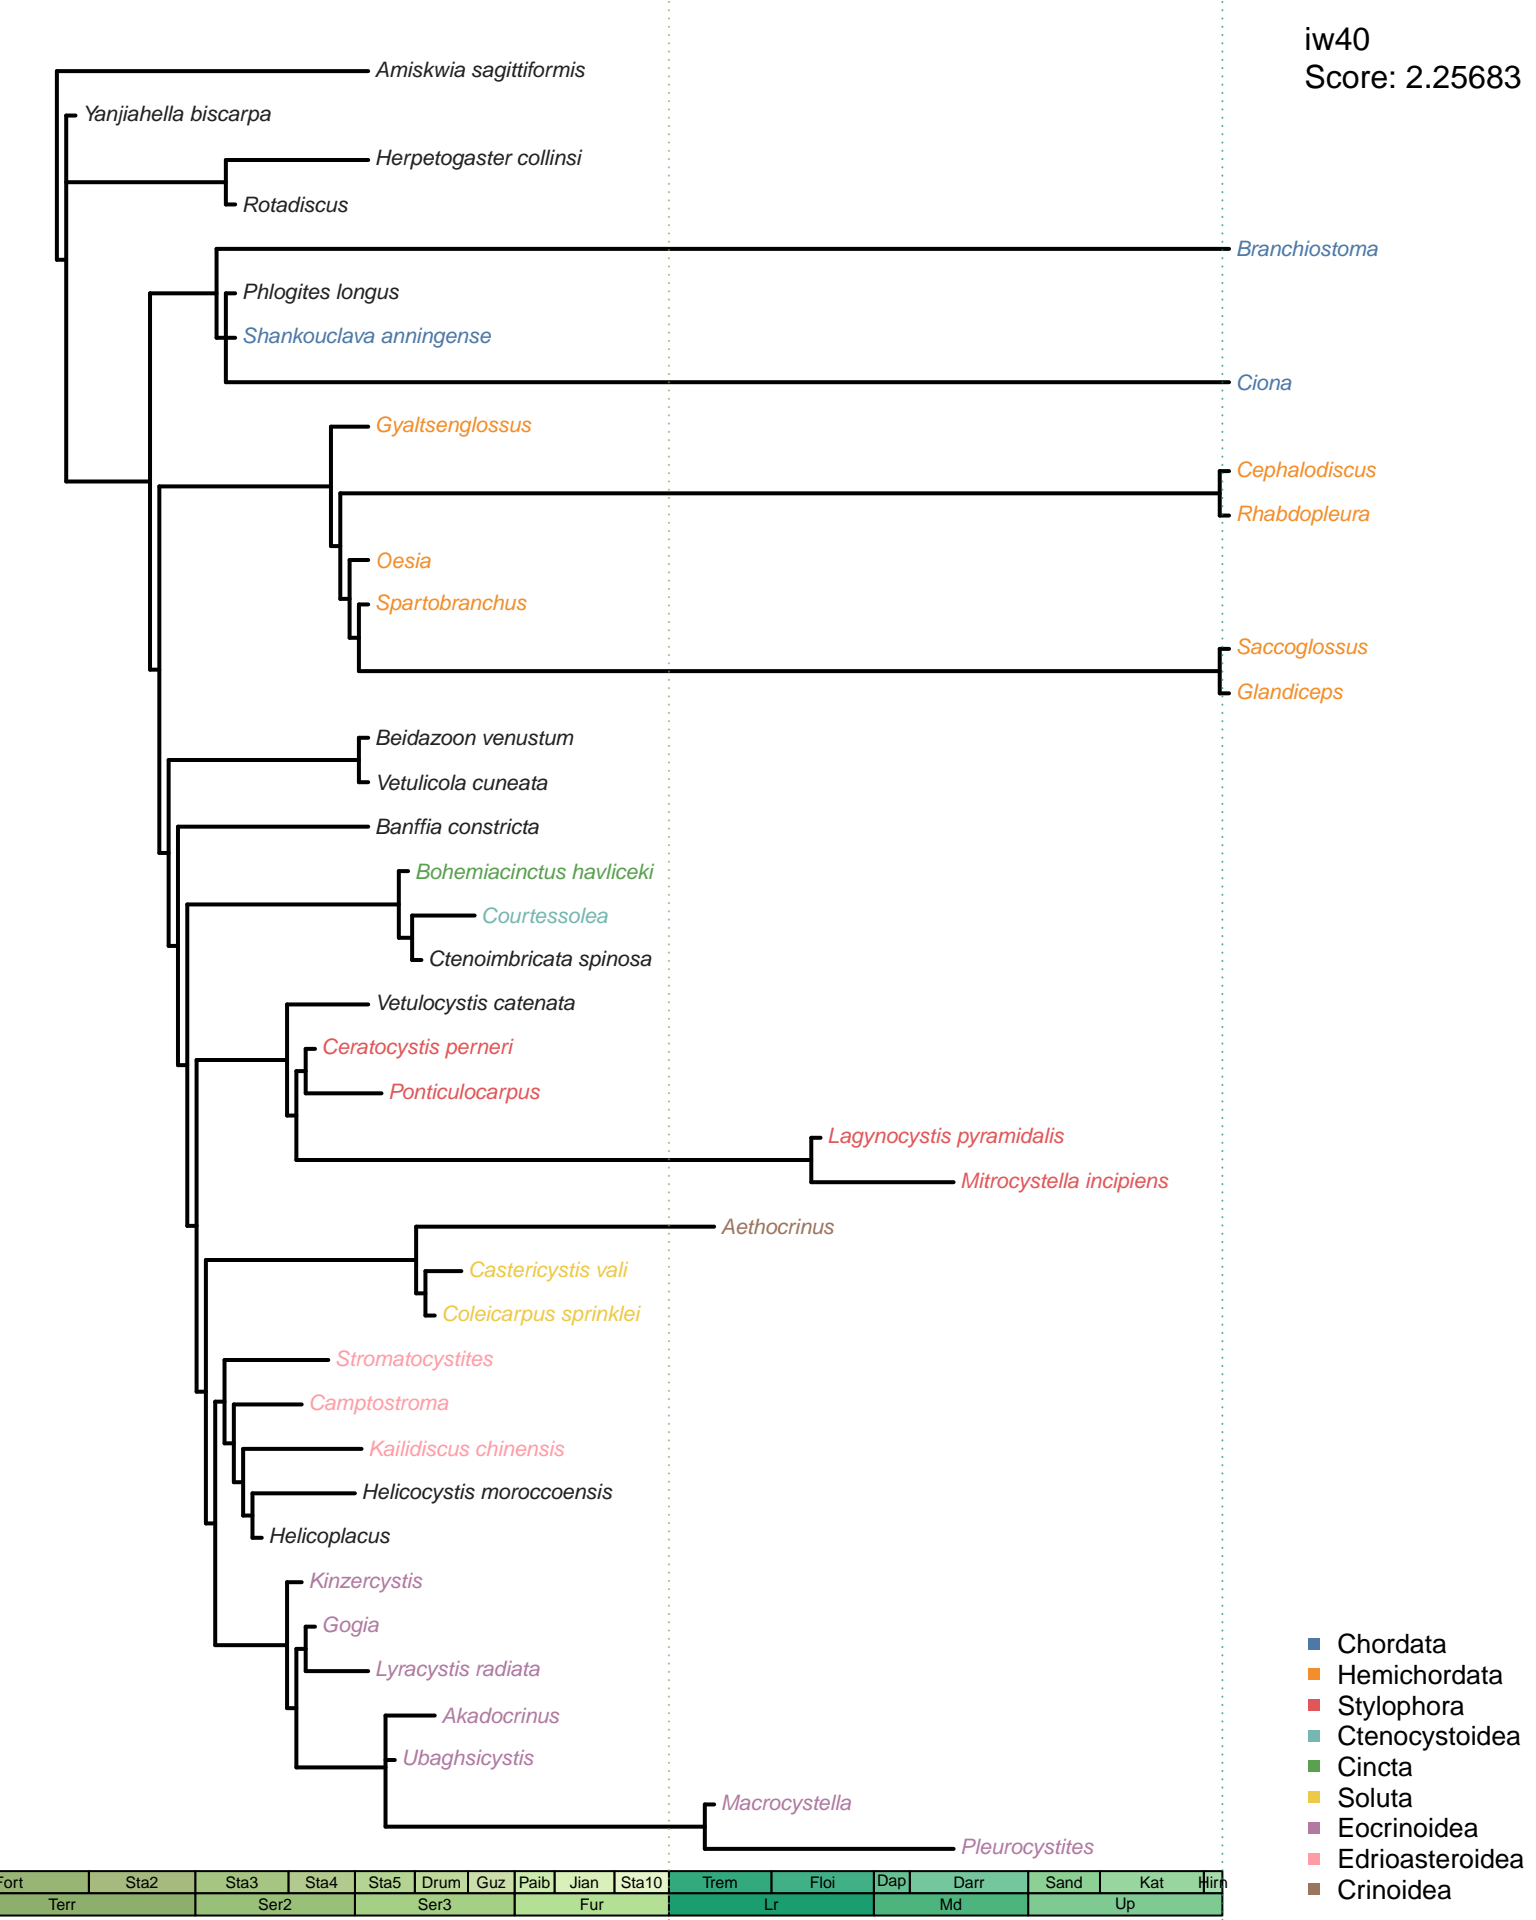 iw40
Score: 2.25683
Amiskwia sagittiformis
Yanjiahella biscarpa
Herpetogaster collinsi
Rotadiscus
Branchiostoma
Phlogites longus
Shankouclava anningense
Ciona
Gyaltsenglossus
Cephalodiscus
Rhabdopleura
Oesia
Spartobranchus
Saccoglossus
Glandiceps
Beidazoon venustum
Vetulicola cuneata
Banffia constricta
Bohemiacinctus havliceki
Courtessolea
Ctenoimbricata spinosa
Vetulocystis catenata
Ceratocystis perneri
Ponticulocarpus
Lagynocystis pyramidalis
Mitrocystella incipiens
Aethocrinus
Castericystis vali
Coleicarpus sprinklei
Stromatocystites
Camptostroma
Kailidiscus chinensis
Helicocystis moroccoensis
Helicoplacus
Kinzercystis
Gogia
Lyracystis radiata
Akadocrinus
Ubaghsicystis
Macrocystella
Pleurocystites
Chordata
Hemichordata
Stylophora
Ctenocystoidea
Cincta
Soluta
Eocrinoidea
Edrioasteroidea
Crinoidea
Fort Sta2 Sta3 Sta4 Sta5 Drum Guz Paib Jian Sta10 Trem Floi Dap Darr Sand Kat Hirn
Terr Ser2 Ser3 Fur Lr Md Up